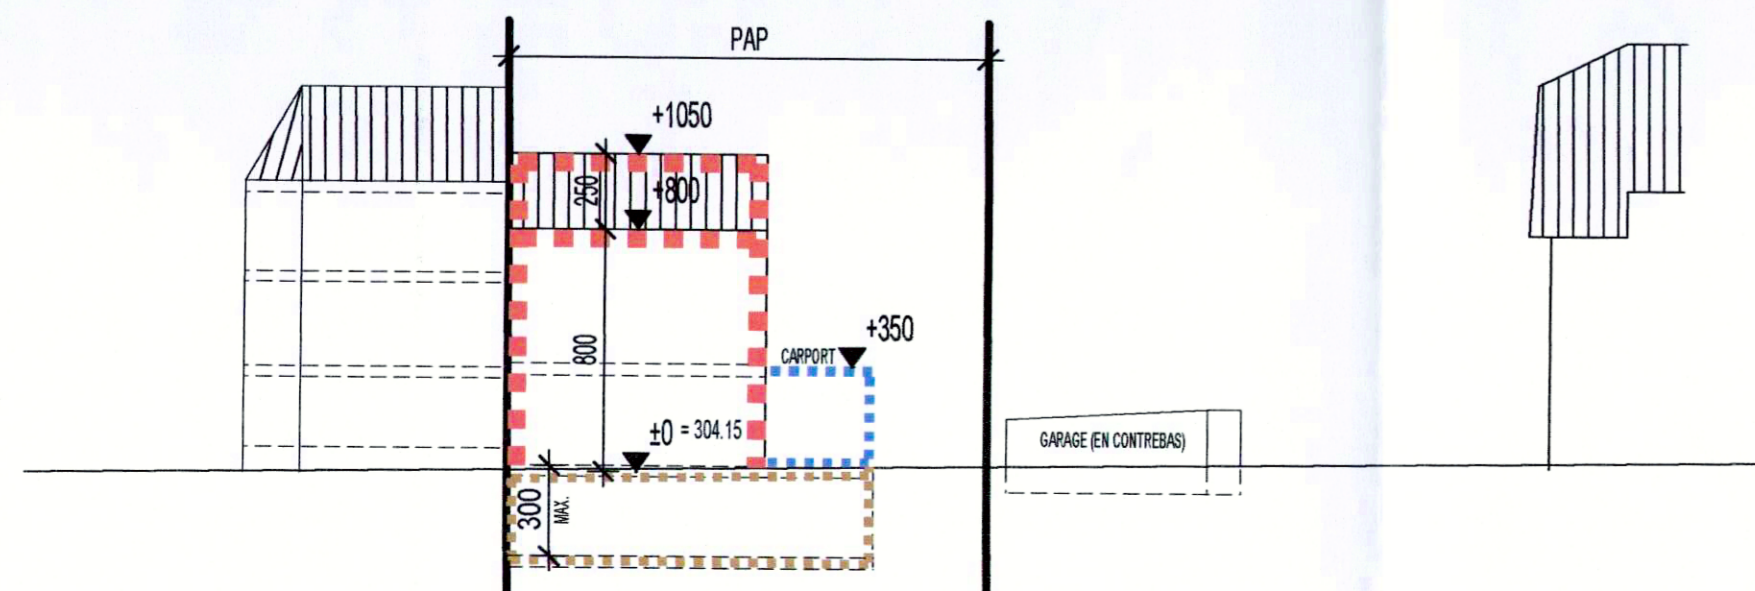 PAP
+1050
250
+800
800
+350
CARPORT
±0 = 304.15
GARAGE (EN CONTREBAS)
300
MAX.